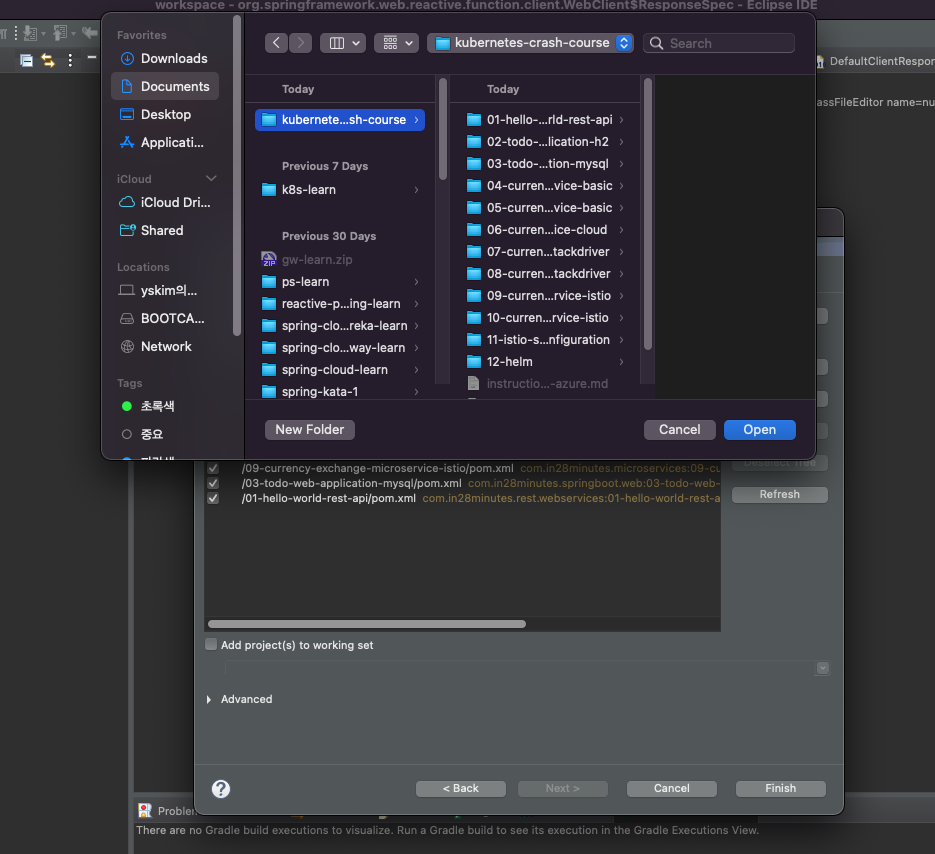 workspace - org.springframework.web.reactive.function.client.WebClient$ResponseSpec - Eclipse IDE
Favorites
Downloads
Documents
Desktop
Applicati...
iCloud
iCloud Dri...
Shared
Locations
yskim의...
BOOTCA...
Network
Tags
초록색
중요
kubernetes-crash-course
Search
Today
kubernete...sh-course
Previous 7 Days
k8s-learn
Previous 30 Days
gw-learn.zip
ps-learn
reactive-p...ing-learn
spring-clo...reka-learn
spring-clo...way-learn
spring-cloud-learn
spring-kata-1
Today
01-hello-...rld-rest-api
02-todo-...lication-h2
03-todo-...tion-mysql
04-curren...vice-basic
05-curren...vice-basic
06-curren...ice-cloud
07-curren...tackdriver
08-curren...tackdriver
09-curren...rvice-istio
10-curren...rvice-istio
11-istio-s...nfiguration
12-helm
instructio...-azure.md
New Folder
Cancel
Open
DefaultClientRespon
assFileEditor name=nu
/09-currency-exchange-microservice-istio/pom.xml com.in28minutes.microservices:09-cu
/03-todo-web-application-mysql/pom.xml com.in28minutes.springboot.web:03-todo-web-
/01-hello-world-rest-api/pom.xml com.in28minutes.rest.webservices:01-hello-world-rest-a
Deselect Tree
Refresh
Add project(s) to working set
Advanced
?
< Back
Next >
Cancel
Finish
Problem
There are no Gradle build executions to visualize. Run a Gradle build to see its execution in the Gradle Executions View.